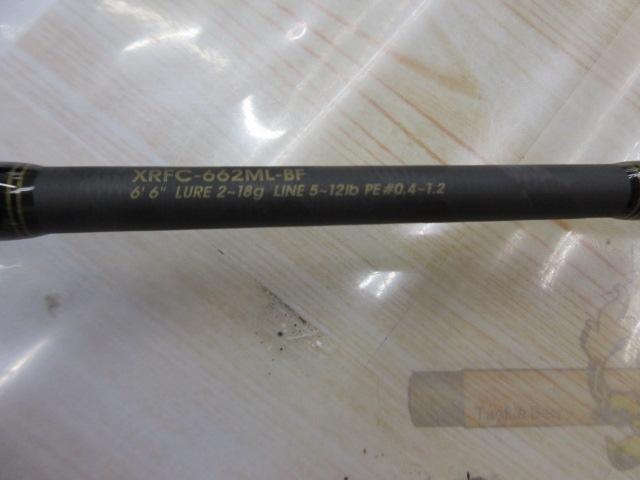 XRFC-662ML-BF
6' 6" LURE 2~18g LINE 5~12lb PE#0.4~1.2